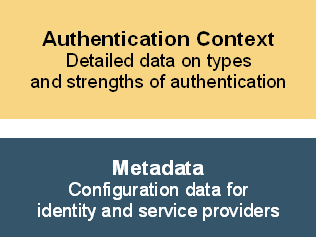 Authentication Context
Detailed data on types
and strengths of authentication
Metadata
Configuration data for
identity and service providers